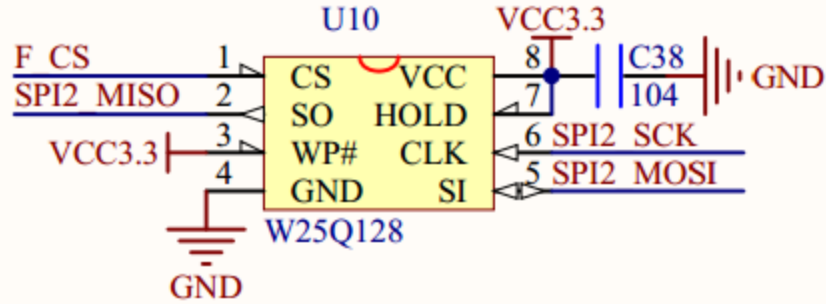 U10
VCC3.3
F_CS 1 CS VCC 8 C38
SPI2_MISO 2 SO HOLD 7 104 GND
VCC3.3 3 WP# CLK 6 SPI2_SCK
4 GND SI 5 SPI2_MOSI
W25Q128
GND